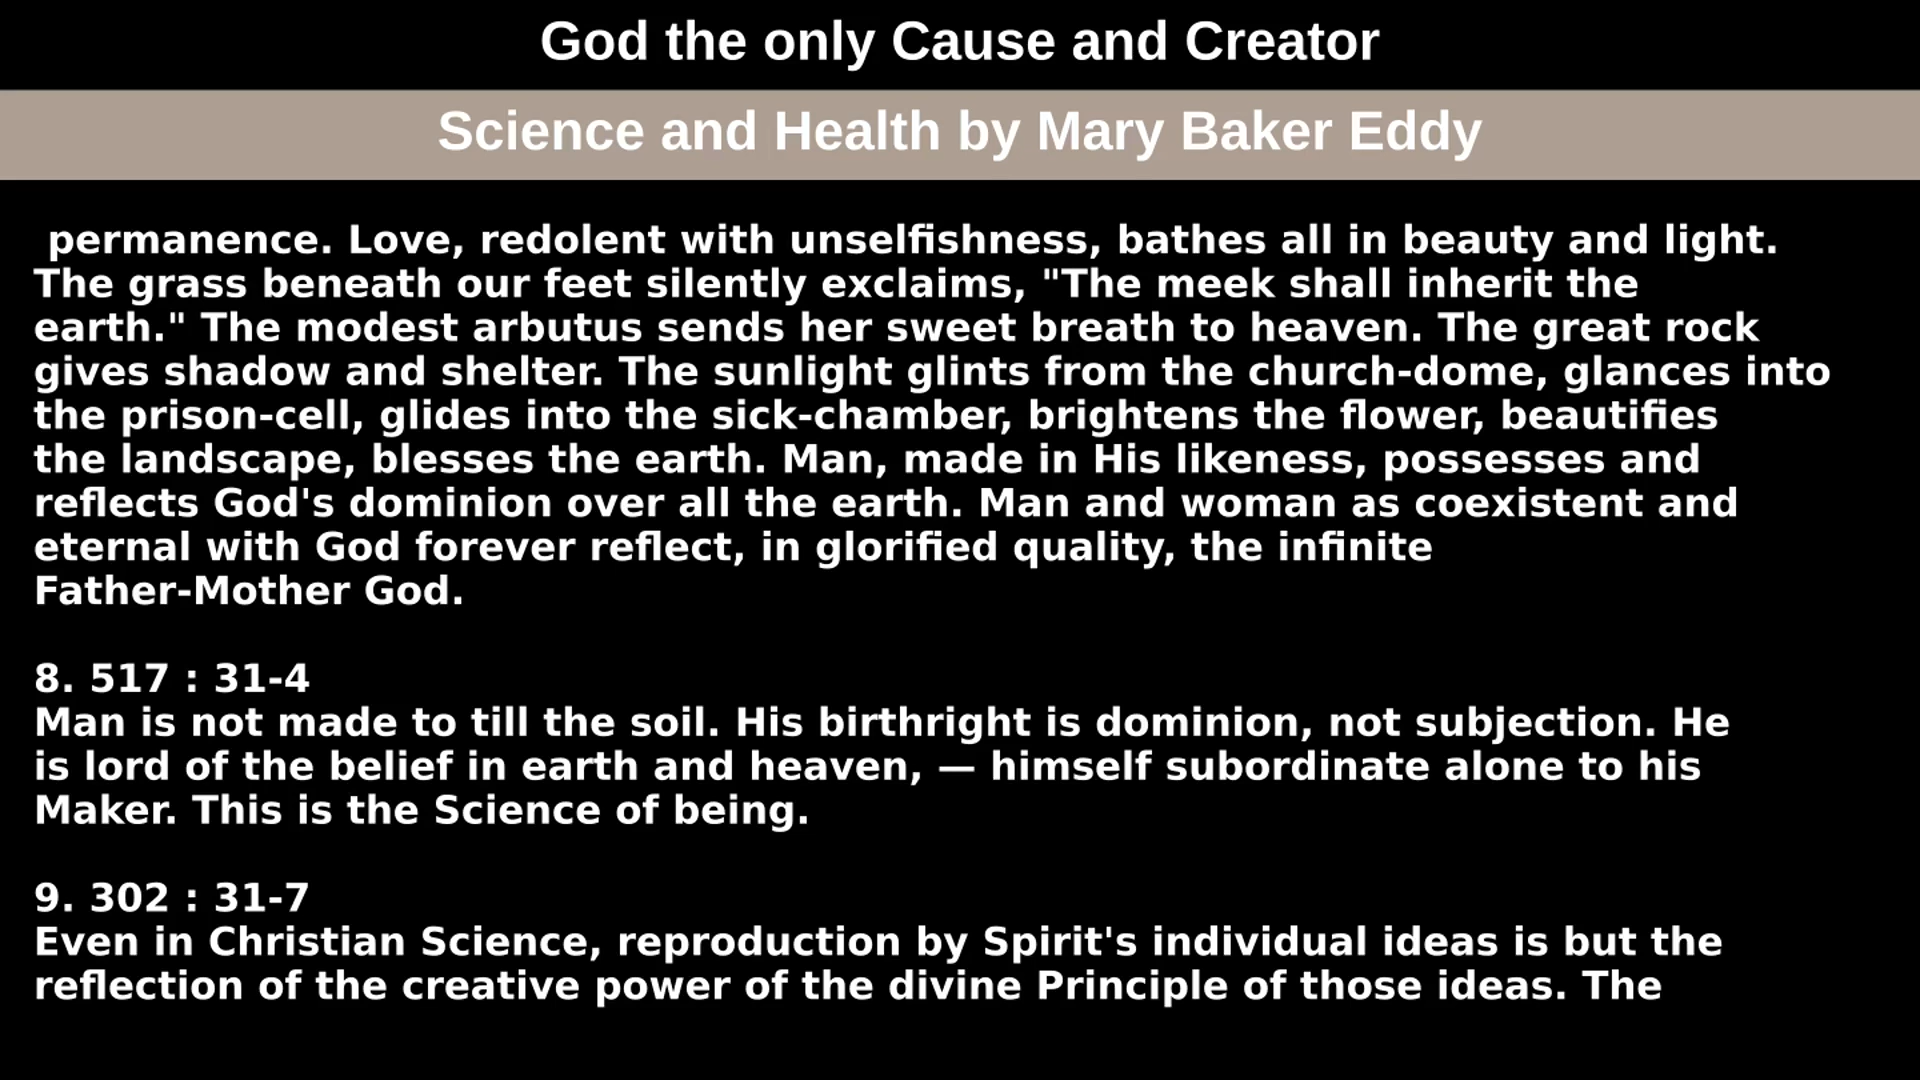 God the only Cause and Creator
Science and Health by Mary Baker Eddy
permanence. Love, redolent with unselfishness, bathes all in beauty and light.
The grass beneath our feet silently exclaims, "The meek shall inherit the
earth." The modest arbutus sends her sweet breath to heaven. The great rock
gives shadow and shelter. The sunlight glints from the church-dome, glances into
the prison-cell, glides into the sick-chamber, brightens the flower, beautifies
the landscape, blesses the earth. Man, made in His likeness, possesses and
reflects God's dominion over all the earth. Man and woman as coexistent and
eternal with God forever reflect, in glorified quality, the infinite
Father-Mother God.
8. 517 : 31-4
Man is not made to till the soil. His birthright is dominion, not subjection. He
is lord of the belief in earth and heaven, — himself subordinate alone to his
Maker. This is the Science of being.
9. 302 : 31-7
Even in Christian Science, reproduction by Spirit's individual ideas is but the
reflection of the creative power of the divine Principle of those ideas. The